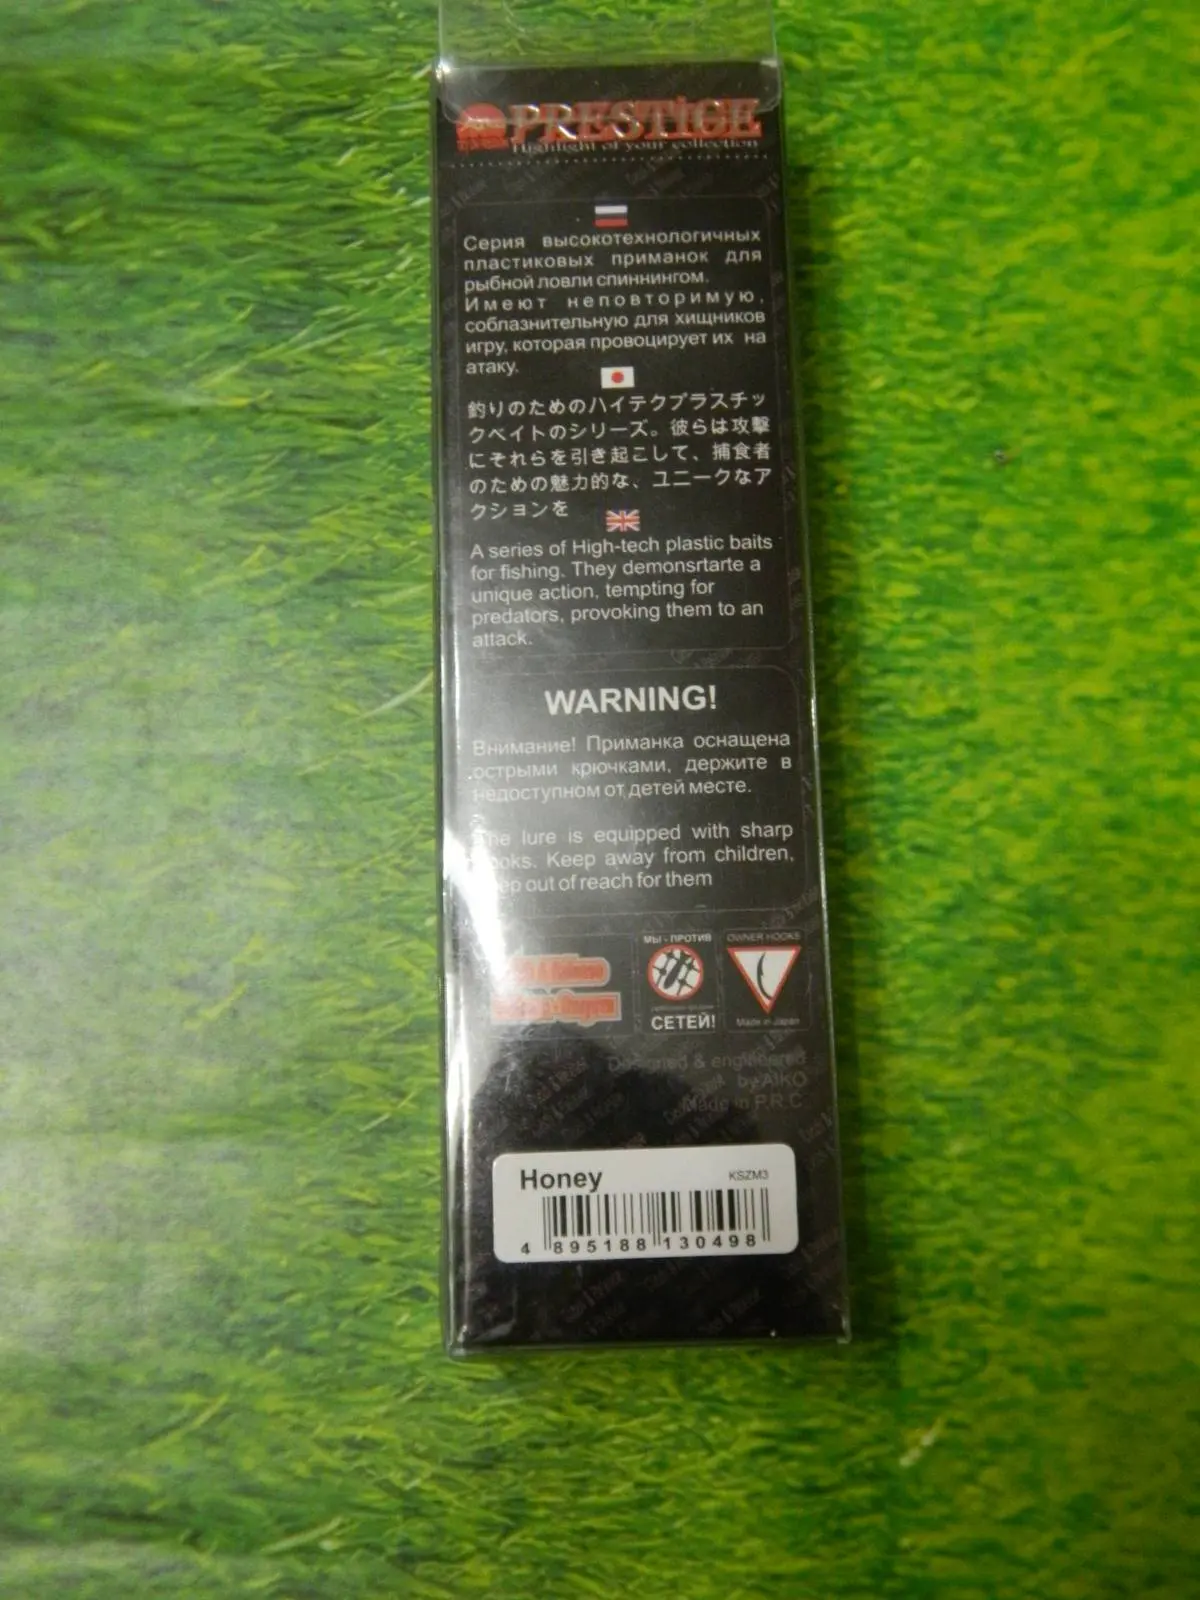 PRESTiGE
Highlight of your collection
Серия высокотехнологичных
пластиковых приманок для
рыбной ловли спиннингом.
Имеют неповторимую,
соблазнительную для хищников
игру, которая провоцирует их на
атаку.
釣りのためのハイテクプラスチッ
クベイトのシリーズ。彼らは攻撃
にそれらを引き起こして、捕食者
のための魅力的な、ユニークなア
クションを
A series of High-tech plastic baits
for fishing. They demonsrtarte a
unique action, tempting for
predators, provoking them to an
attack.
WARNING!
Внимание! Приманка оснащена
острыми крючками, держите в
недоступном от детей месте.
The lure is equipped with sharp
hooks. Keep away from children,
keep out of reach for them
МЫ - ПРОТИВ
СЕТЕЙ!
OWNER HOOKS
Made in Japan
Designed & engineered
by AIKO
Made in P.R.C.
Honey
KSZM3
4 895188 130498